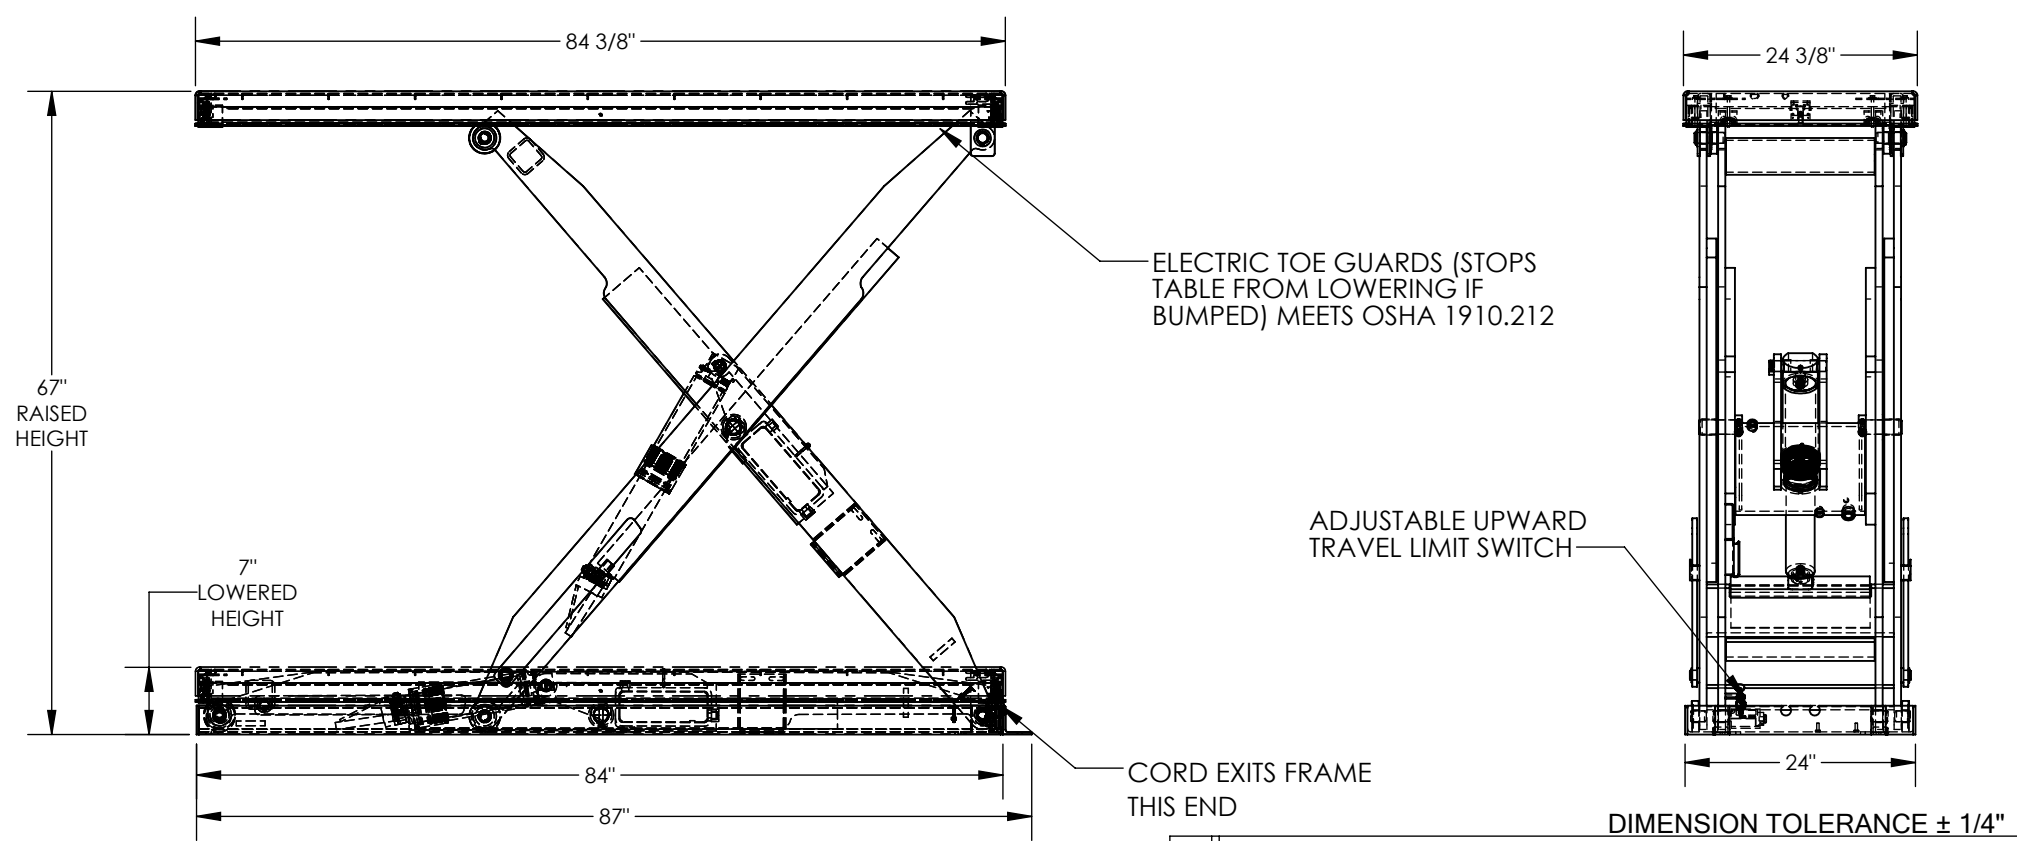 84 3/8"
24 3/8"
ELECTRIC TOE GUARDS (STOPS
TABLE FROM LOWERING IF
BUMPED) MEETS OSHA 1910.212
67"
RAISED
HEIGHT
ADJUSTABLE UPWARD
TRAVEL LIMIT SWITCH
7"
LOWERED
HEIGHT
84"
87"
CORD EXITS FRAME
THIS END
24"
DIMENSION TOLERANCE ± 1/4"